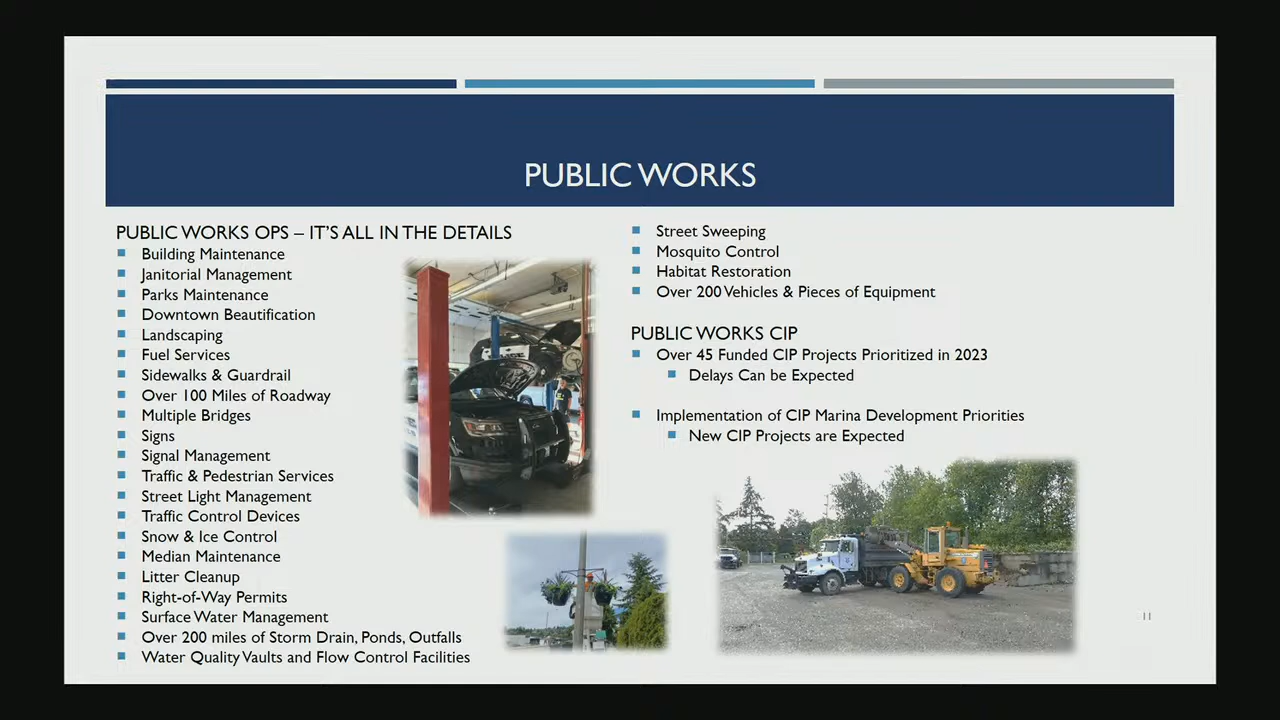 PUBLIC WORKS
PUBLIC WORKS OPS – IT'S ALL IN THE DETAILS
Building Maintenance
Janitorial Management
Parks Maintenance
Downtown Beautification
Landscaping
Fuel Services
Sidewalks & Guardrail
Over 100 Miles of Roadway
Multiple Bridges
Signs
Signal Management
Traffic & Pedestrian Services
Street Light Management
Traffic Control Devices
Snow & Ice Control
Median Maintenance
Litter Cleanup
Right-of-Way Permits
Surface Water Management
Over 200 miles of Storm Drain, Ponds, Outfalls
Water Quality Vaults and Flow Control Facilities
Street Sweeping
Mosquito Control
Habitat Restoration
Over 200 Vehicles & Pieces of Equipment
PUBLIC WORKS CIP
Over 45 Funded CIP Projects Prioritized in 2023
Delays Can be Expected
Implementation of CIP Marina Development Priorities
New CIP Projects are Expected
11